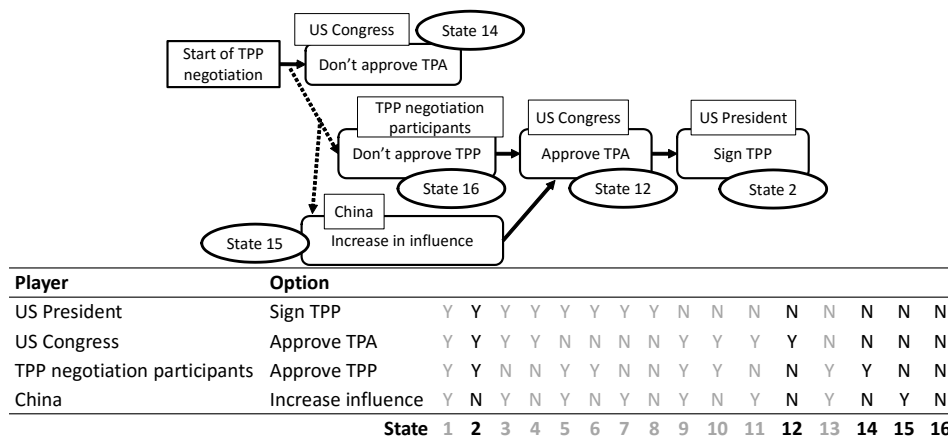 US Congress
State 14
Start of TPP
negotiation
Don't approve TPA
TPP negotiation
participants
US Congress
US President
Don't approve TPP
Approve TPA
Sign TPP
State 16
State 12
State 2
China
State 15
Increase in influence
Player Option
US President Sign TPP Y Y Y Y Y Y Y Y N N N N N N N N
US Congress Approve TPA Y Y Y Y N N N N Y Y Y Y N N N N
TPP negotiation participants Approve TPP Y Y N N Y Y N N Y Y N N Y Y N N
China Increase influence Y N Y N Y N Y N Y N Y N Y N Y N
State 1 2 3 4 5 6 7 8 9 10 11 12 13 14 15 16